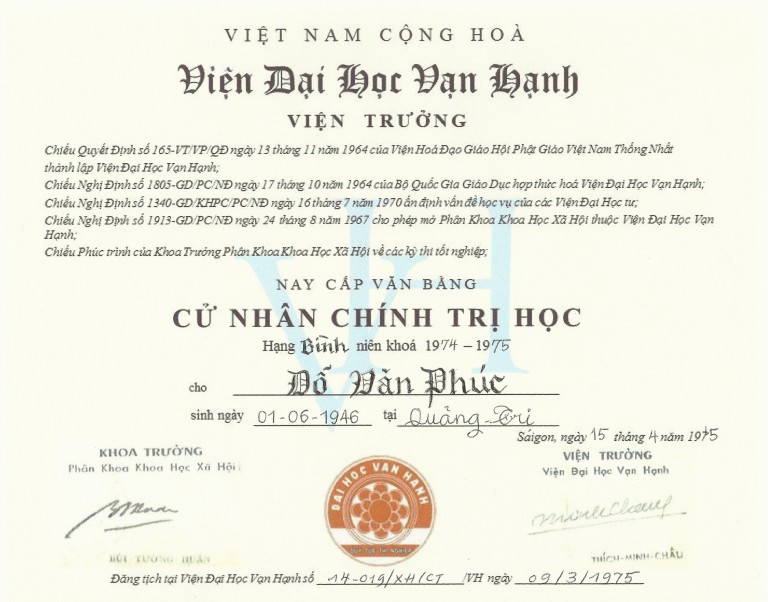 VIỆT NAM CỘNG HOÀ
Viện Đại Học Vạn Hạnh
VIỆN TRƯỞNG
Chiếu Quyết Định số 165-VT/VP/QĐ ngày 13 tháng 11 năm 1964 của Viện Hoá Đạo Giáo Hội Phật Giáo Việt Nam Thống Nhất
thành lập Viện Đại Học Vạn Hạnh;
Chiếu Nghị Định số 1805-GD/PC/NĐ ngày 17 tháng 10 năm 1964 của Bộ Quốc Gia Giáo Dục hợp thức hoá Viện Đại Học Vạn Hạnh;
Chiếu Nghị Định số 1340-GD/KHPC/PC/NĐ ngày 16 tháng 7 năm 1970 ấn định vấn đề học vụ của các Viện Đại Học tư;
Chiếu Nghị Định số 1913-GD/PC/NĐ ngày 24 tháng 8 năm 1967 cho phép mở Phân Khoa Khoa Học Xã Hội thuộc Viện Đại Học Vạn
Hạnh;
Chiếu Phúc trình của Khoa Trưởng Phân Khoa Khoa Học Xã Hội về các kỳ thi tốt nghiệp;
VH
NAY CẤP VĂN BẰNG
CỬ NHÂN CHÍNH TRỊ HỌC
Hạng Bình niên khoá 1974 – 1975
cho Đỗ Văn Phúc
sinh ngày 01-06-1946 tại Quảng-Trị
Sáigon, ngày 15 tháng 4 năm 1975
KHOA TRƯỞNG
Phân Khoa Khoa Học Xã Hội
VIỆN TRƯỞNG
Viện Đại Học Vạn Hạnh
ĐẠI HỌC VẠN HẠNH
DUY TUỆ THỊ NGHIỆP
BÙI TƯỜNG HUÂN
THÍCH-MINH-CHÂU
Đăng tịch tại Viện Đại Học Vạn Hạnh số 14-019/XH/CT /VH ngày 09/3/1975